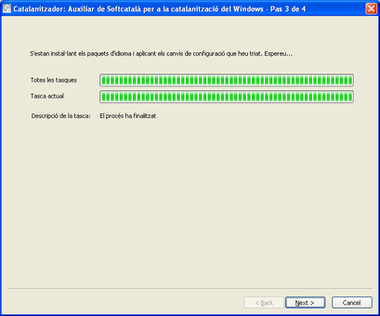 Catalanitzador: Auxiliar de Softcatalà per a la catalanització del Windows - Pas 3 de 4
S'estan instal·lant els paquets d'idioma i aplicant els canvis de configuració que heu triat. Espereu...
Totes les tasques
Tasca actual
Descripció de la tasca: El procés ha finalitzat
< Back Next > Cancel